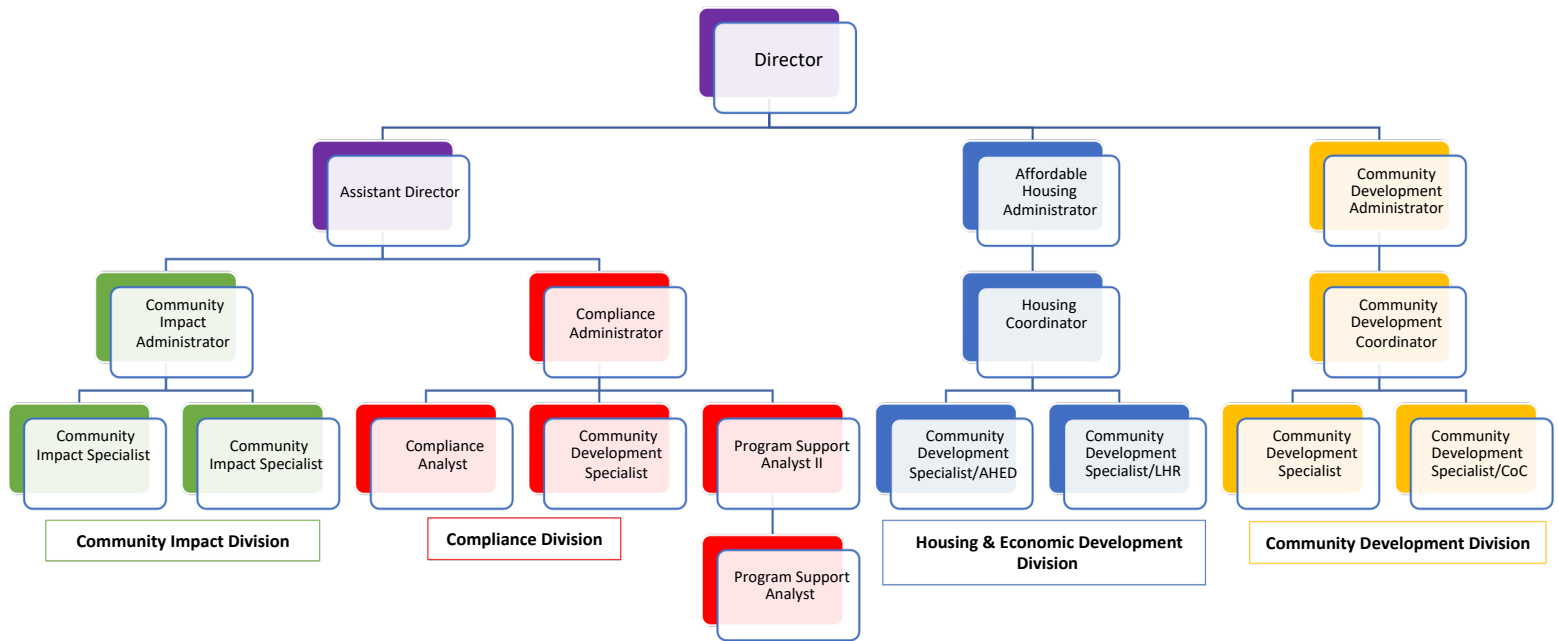 Director
Assistant Director
Affordable
Housing
Administrator
Community
Development
Administrator
Community
Impact
Administrator
Compliance
Administrator
Housing
Coordinator
Community
Development
Coordinator
Community
Impact Specialist
Community
Impact Specialist
Compliance
Analyst
Community
Development
Specialist
Program Support
Analyst II
Community
Development
Specialist/AHED
Community
Development
Specialist/LHR
Community
Development
Specialist
Community
Development
Specialist/CoC
Community Impact Division
Compliance Division
Housing & Economic Development
Division
Community Development Division
Program Support
Analyst